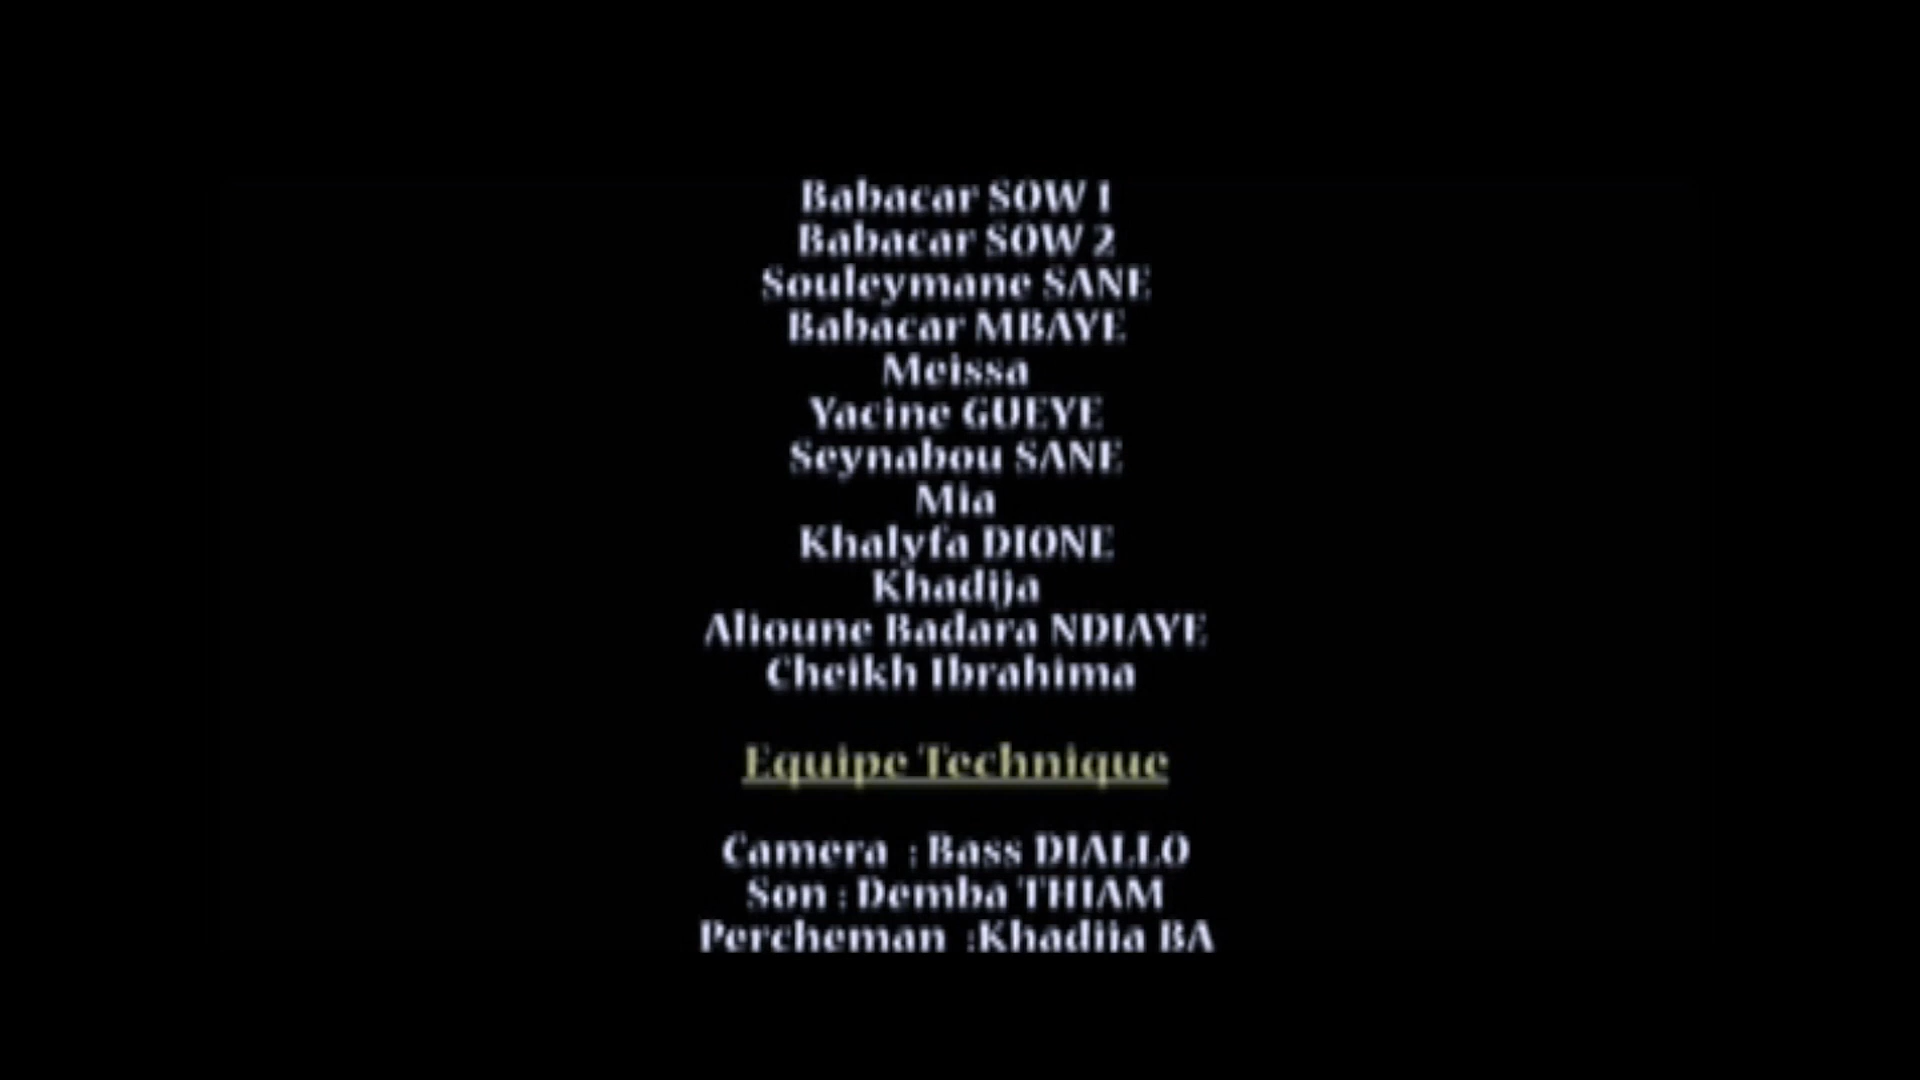 Babacar SOW 1
Babacar SOW 2
Souleymane SANE
Babacar MBAYE
Meissa
Yacine GUEYE
Seynabou SANE
Mia
Khalyfa DIONE
Khadija
Alioune Badara NDIAYE
Cheikh Ibrahima
Equipe Technique
Camera : Bass DIALLO
Son : Demba THIAM
Percheman :Khadija BA